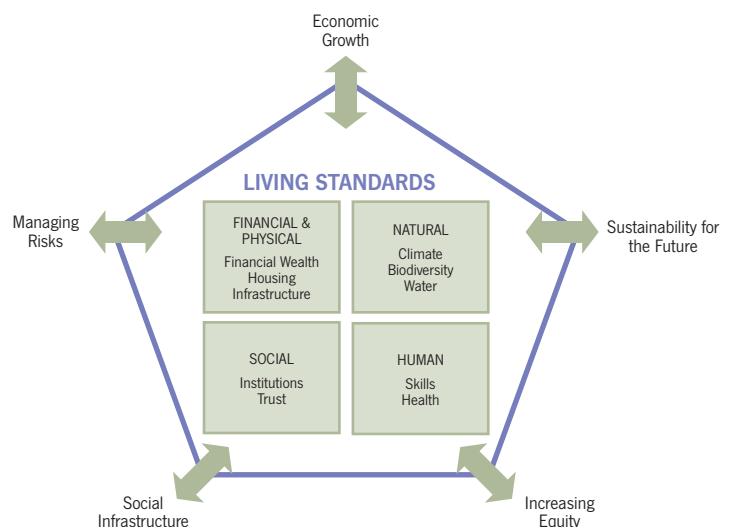 Economic
Growth
LIVING STANDARDS
Managing
Risks
FINANCIAL &
PHYSICAL
Financial Wealth
Housing
Infrastructure
NATURAL
Climate
Biodiversity
Water
Sustainability for
the Future
SOCIAL
Institutions
Trust
HUMAN
Skills
Health
Social
Infrastructure
Increasing
Equity